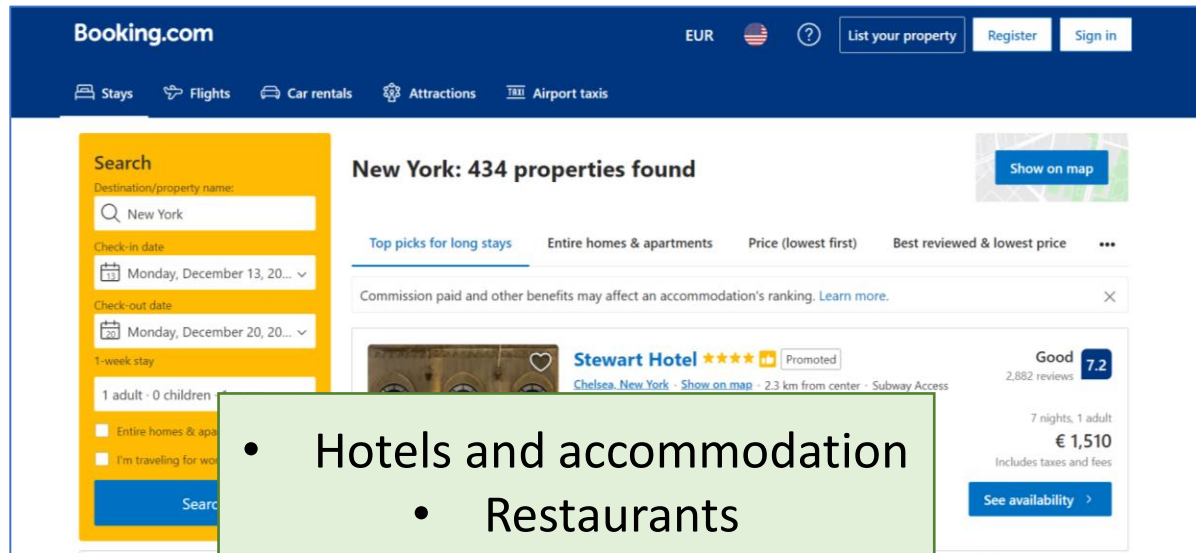 Booking.com
EUR
List your property
Register
Sign in
Stays
Flights
Car rentals
Attractions
TAXI
Airport taxis
Search
Destination/property name:
New York
Check-in date
13
Monday, December 13, 20...
Check-out date
20
Monday, December 20, 20...
1-week stay
1 adult · 0 children
Entire homes &
I'm traveling for
New York: 434 properties found
Show on map
Top picks for long stays
Entire homes & apartments
Price (lowest first)
Best reviewed & lowest price
•••
Commission paid and other benefits may affect an accommodation's ranking. Learn more.
Stewart Hotel
Promoted
Chelsea, New York · Show on map · 2.3 km from center · Subway Access
Good
7.2
2,882 reviews
7 nights, 1 adult
€ 1,510
Includes taxes and fees
See availability
• Hotels and accommodation
• Restaurants